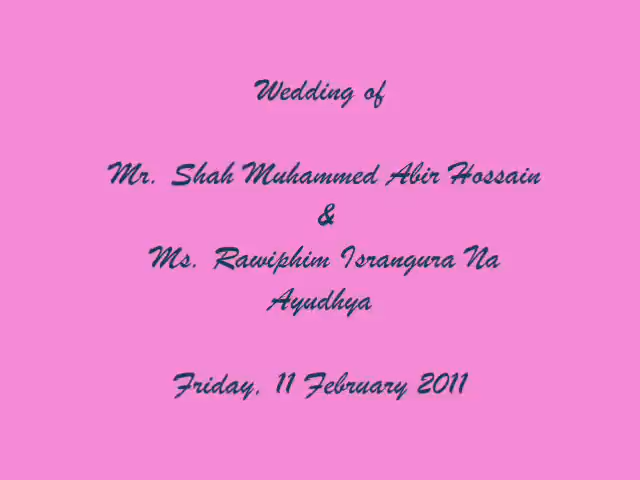 Wedding of
Mr. Shah Muhammed Abir Hossain
&
Ms. Rawiphim Israngura Na
Ayudhya
Friday, 11 February 2011